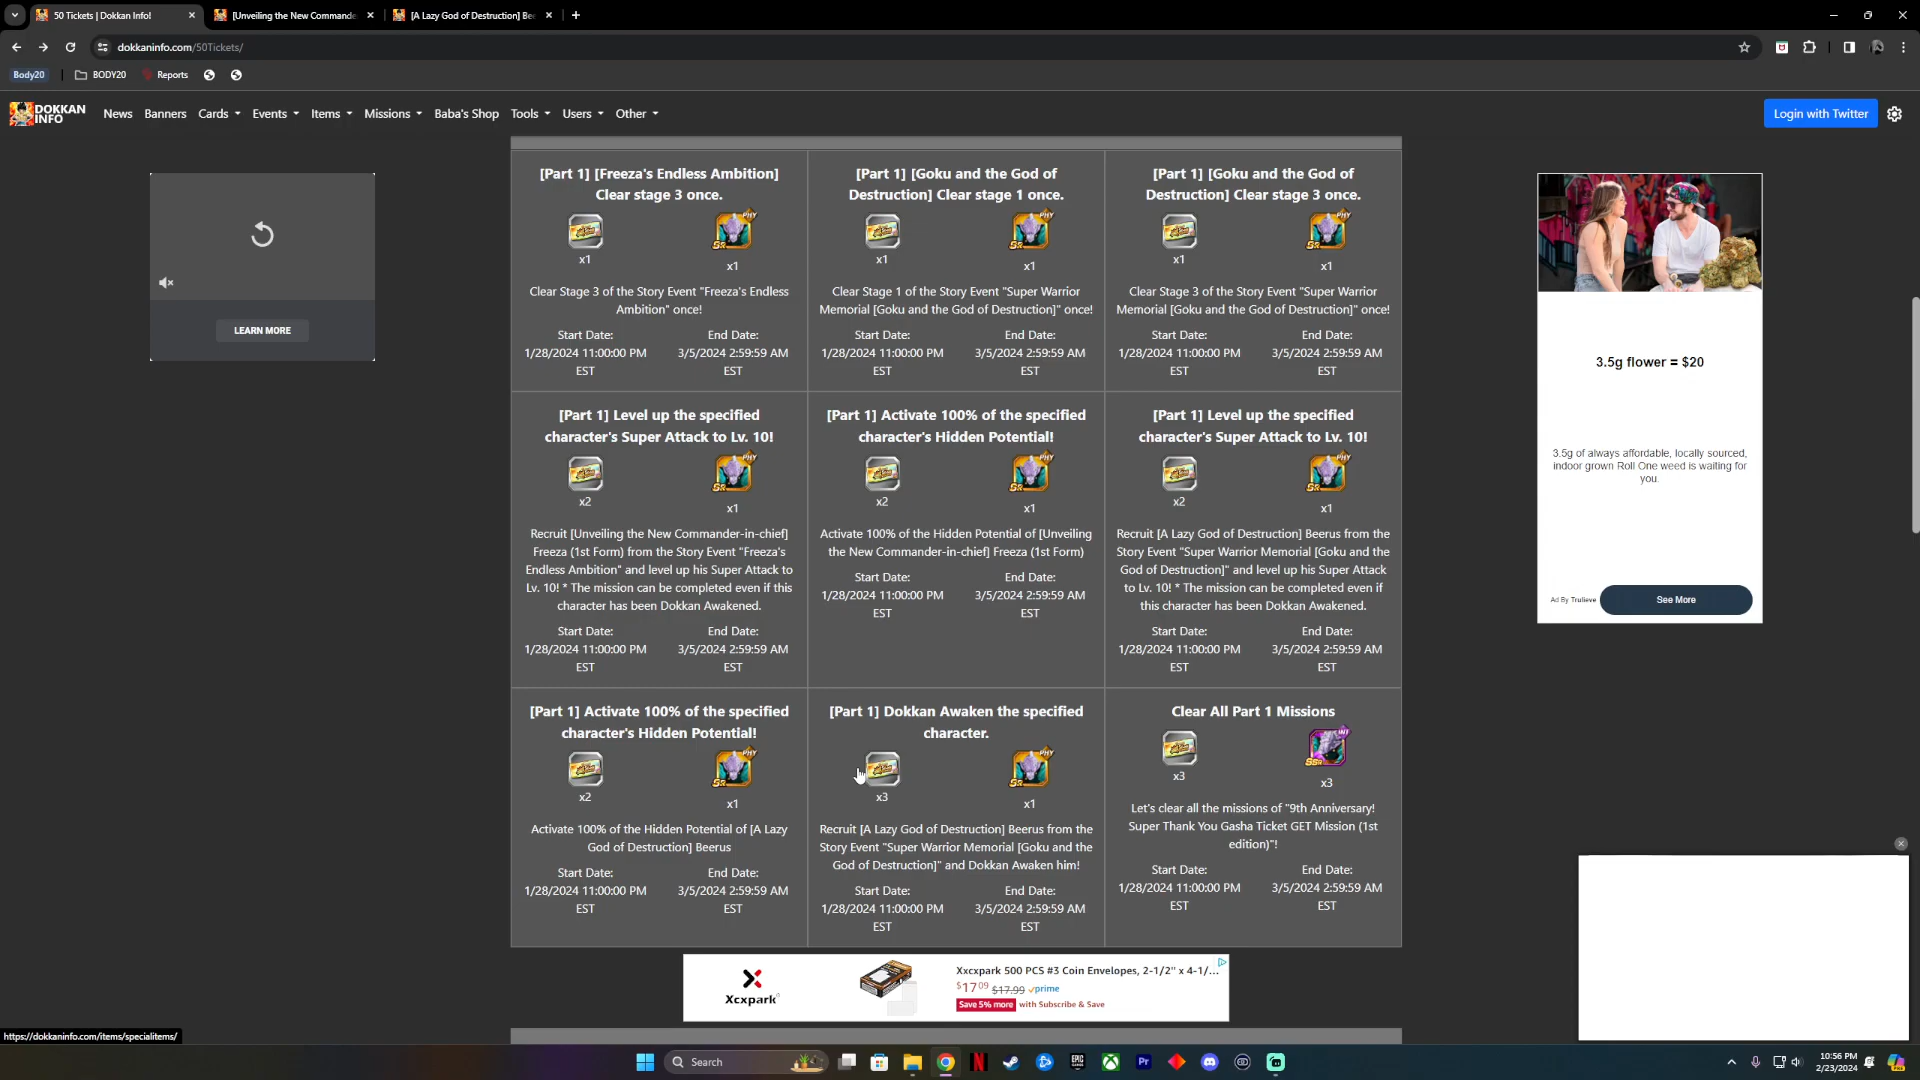 50 Tickets | Dokkan Info!
[Unveiling the New Commande
[A Lazy God of Destruction] Be
dokkaninfo.com/50Tickets/
Body20
BODY20
Reports
DOKKAN
INFO
News
Banners
Cards
Events
Items
Missions
Baba's Shop
Tools
Users
Other
Login with Twitter
[Part 1] [Freeza's Endless Ambition]
Clear stage 3 once.
PHY
SR
x1
x1
Clear Stage 3 of the Story Event "Freeza's Endless
Ambition" once!
Start Date:
1/28/2024 11:00:00 PM
EST
End Date:
3/5/2024 2:59:59 AM
EST
[Part 1] [Goku and the God of
Destruction] Clear stage 1 once.
PHY
SR
x1
x1
Clear Stage 1 of the Story Event "Super Warrior
Memorial [Goku and the God of Destruction]" once!
Start Date:
1/28/2024 11:00:00 PM
EST
End Date:
3/5/2024 2:59:59 AM
EST
[Part 1] [Goku and the God of
Destruction] Clear stage 3 once.
PHY
SR
x1
x1
Clear Stage 3 of the Story Event "Super Warrior
Memorial [Goku and the God of Destruction]" once!
Start Date:
1/28/2024 11:00:00 PM
EST
End Date:
3/5/2024 2:59:59 AM
EST
[Part 1] Level up the specified
character's Super Attack to Lv. 10!
PHY
SR
x2
x1
Recruit [Unveiling the New Commander-in-chief]
Freeza (1st Form) from the Story Event "Freeza's
Endless Ambition" and level up his Super Attack to
Lv. 10! * The mission can be completed even if this
character has been Dokkan Awakened.
Start Date:
1/28/2024 11:00:00 PM
EST
End Date:
3/5/2024 2:59:59 AM
EST
[Part 1] Activate 100% of the specified
character's Hidden Potential!
PHY
SR
x2
x1
Activate 100% of the Hidden Potential of [Unveiling
the New Commander-in-chief] Freeza (1st Form)
Start Date:
1/28/2024 11:00:00 PM
EST
End Date:
3/5/2024 2:59:59 AM
EST
[Part 1] Level up the specified
character's Super Attack to Lv. 10!
PHY
SR
x2
x1
Recruit [A Lazy God of Destruction] Beerus from the
Story Event "Super Warrior Memorial [Goku and the
God of Destruction]" and level up his Super Attack
to Lv. 10! * The mission can be completed even if
this character has been Dokkan Awakened.
Start Date:
1/28/2024 11:00:00 PM
EST
End Date:
3/5/2024 2:59:59 AM
EST
[Part 1] Activate 100% of the specified
character's Hidden Potential!
PHY
SR
x2
x1
Activate 100% of the Hidden Potential of [A Lazy
God of Destruction] Beerus
Start Date:
1/28/2024 11:00:00 PM
EST
End Date:
3/5/2024 2:59:59 AM
EST
[Part 1] Dokkan Awaken the specified
character.
PHY
SR
x3
x1
Recruit [A Lazy God of Destruction] Beerus from the
Story Event "Super Warrior Memorial [Goku and the
God of Destruction]" and Dokkan Awaken him!
Start Date:
1/28/2024 11:00:00 PM
EST
End Date:
3/5/2024 2:59:59 AM
EST
Clear All Part 1 Missions
INT
SSR
x3
x3
Let's clear all the missions of "9th Anniversary!
Super Thank You Gasha Ticket GET Mission (1st
edition)"!
Start Date:
1/28/2024 11:00:00 PM
EST
End Date:
3/5/2024 2:59:59 AM
EST
LEARN MORE
3.5g flower = $20
3.5g of always affordable, locally sourced,
indoor grown Roll One weed is waiting for
you.
Ad By Trulieve
See More
Xcxpark
Xxcxpark 500 PCS #3 Coin Envelopes, 2-1/2" x 4-1/...
$17.09 $17.99 prime
Save 5% more with Subscribe & Save
https://dokkaninfo.com/items/specialitems/
Search
EPIC
GAMES
Pr
10:56 PM
2/23/2024